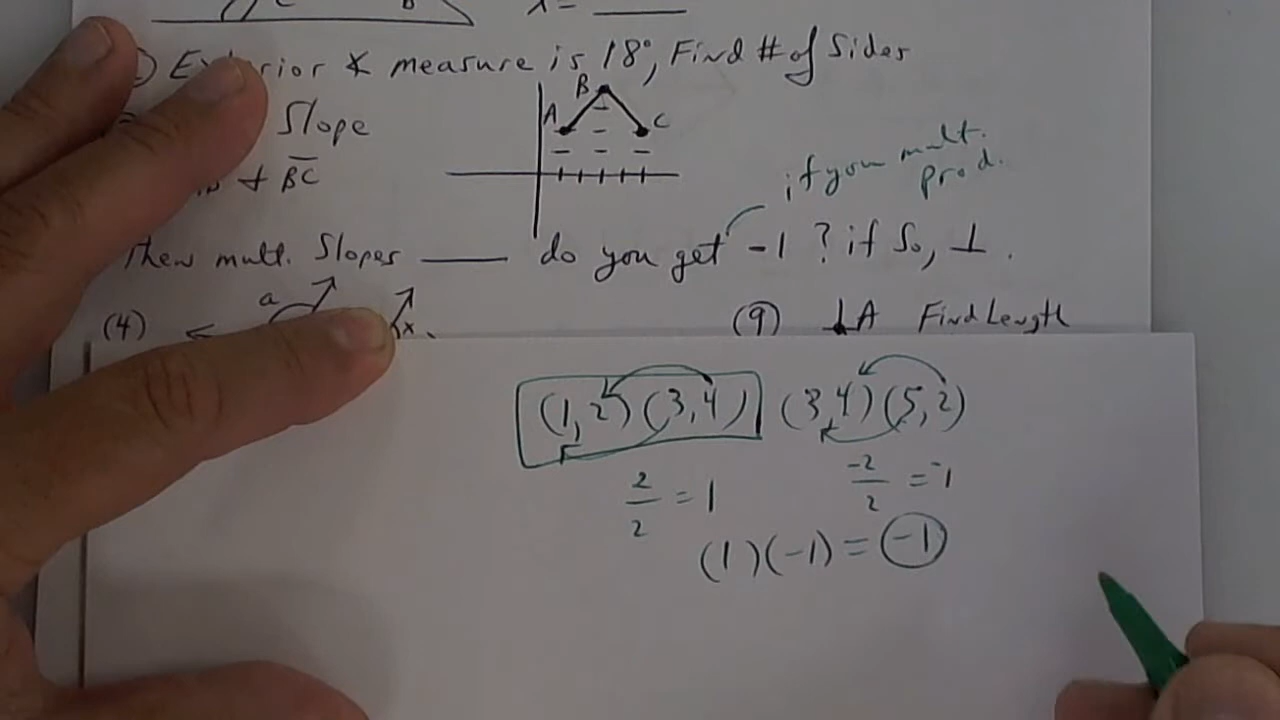 Exterior ∡ measure is 18°, Find # of Sides
Slope
+ BC
B
A
C
if you mult.
prod.
Then mult. Slopes ____ do you get -1 ? if So, ⊥.
a
x
(4)
(9) ⊥A Find Length
(1,2)(3,4) (3,4)(5,2)
2/2 = 1 -2/2 = -1
(1)(-1) = -1